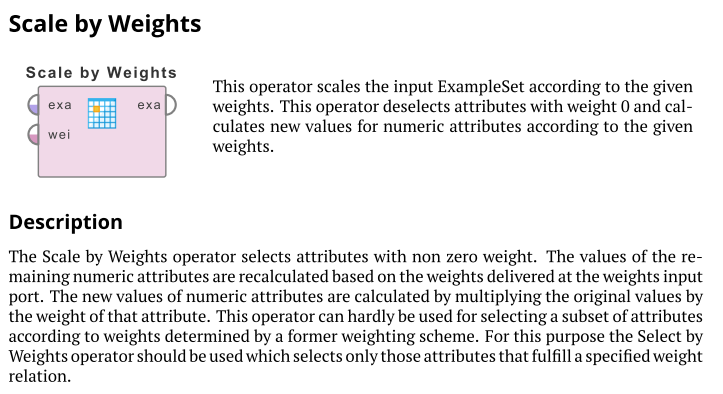 Scale by Weights
Scale by Weights
exa exa
wei
This operator scales the input ExampleSet according to the given
weights. This operator deselects attributes with weight 0 and cal-
culates new values for numeric attributes according to the given
weights.
Description
The Scale by Weights operator selects attributes with non zero weight. The values of the re-
maining numeric attributes are recalculated based on the weights delivered at the weights input
port. The new values of numeric attributes are calculated by multiplying the original values by
the weight of that attribute. This operator can hardly be used for selecting a subset of attributes
according to weights determined by a former weighting scheme. For this purpose the Select by
Weights operator should be used which selects only those attributes that fulfill a specified weight
relation.